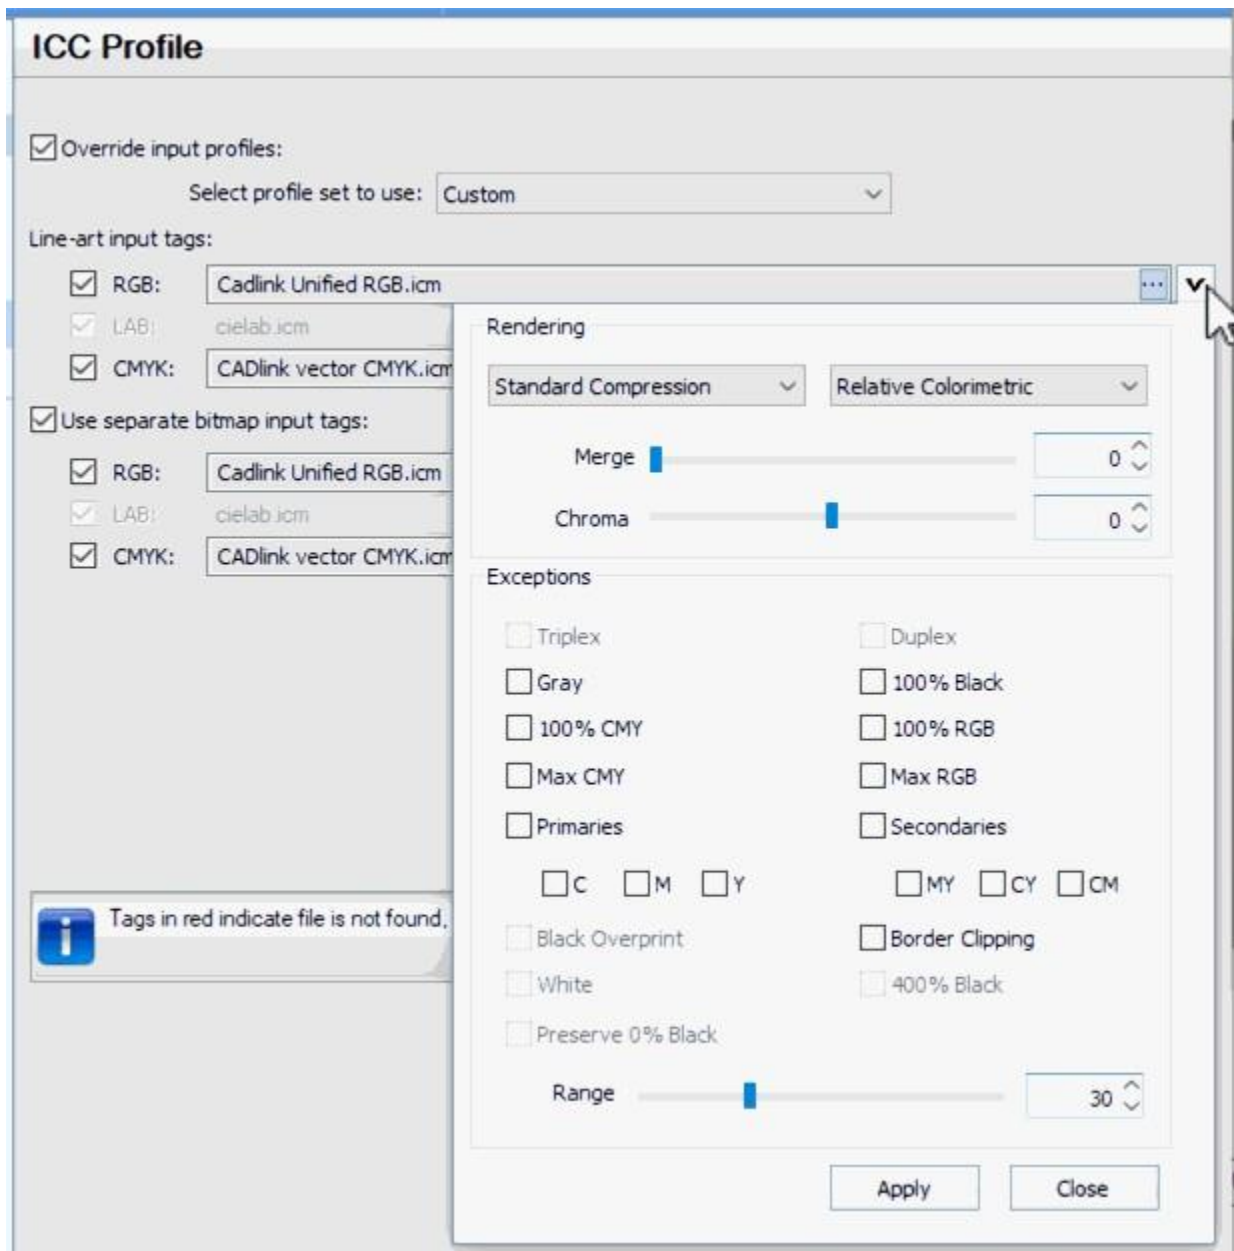 ICC Profile
Override input profiles:
Select profile set to use: Custom
Line-art input tags:
RGB: Cadlink Unified RGB.icm ...
LAB: cielab.icm
CMYK: CADlink vector CMYK.icm
Use separate bitmap input tags:
RGB: Cadlink Unified RGB.icm
LAB: cielab.icm
CMYK: CADlink vector CMYK.icm
Tags in red indicate file is not found,
Rendering
Standard Compression Relative Colorimetric
Merge 0
Chroma 0
Exceptions
Triplex Duplex
Gray 100% Black
100% CMY 100% RGB
Max CMY Max RGB
Primaries Secondaries
C M Y MY CY CM
Black Overprint Border Clipping
White 400% Black
Preserve 0% Black
Range 30
Apply Close